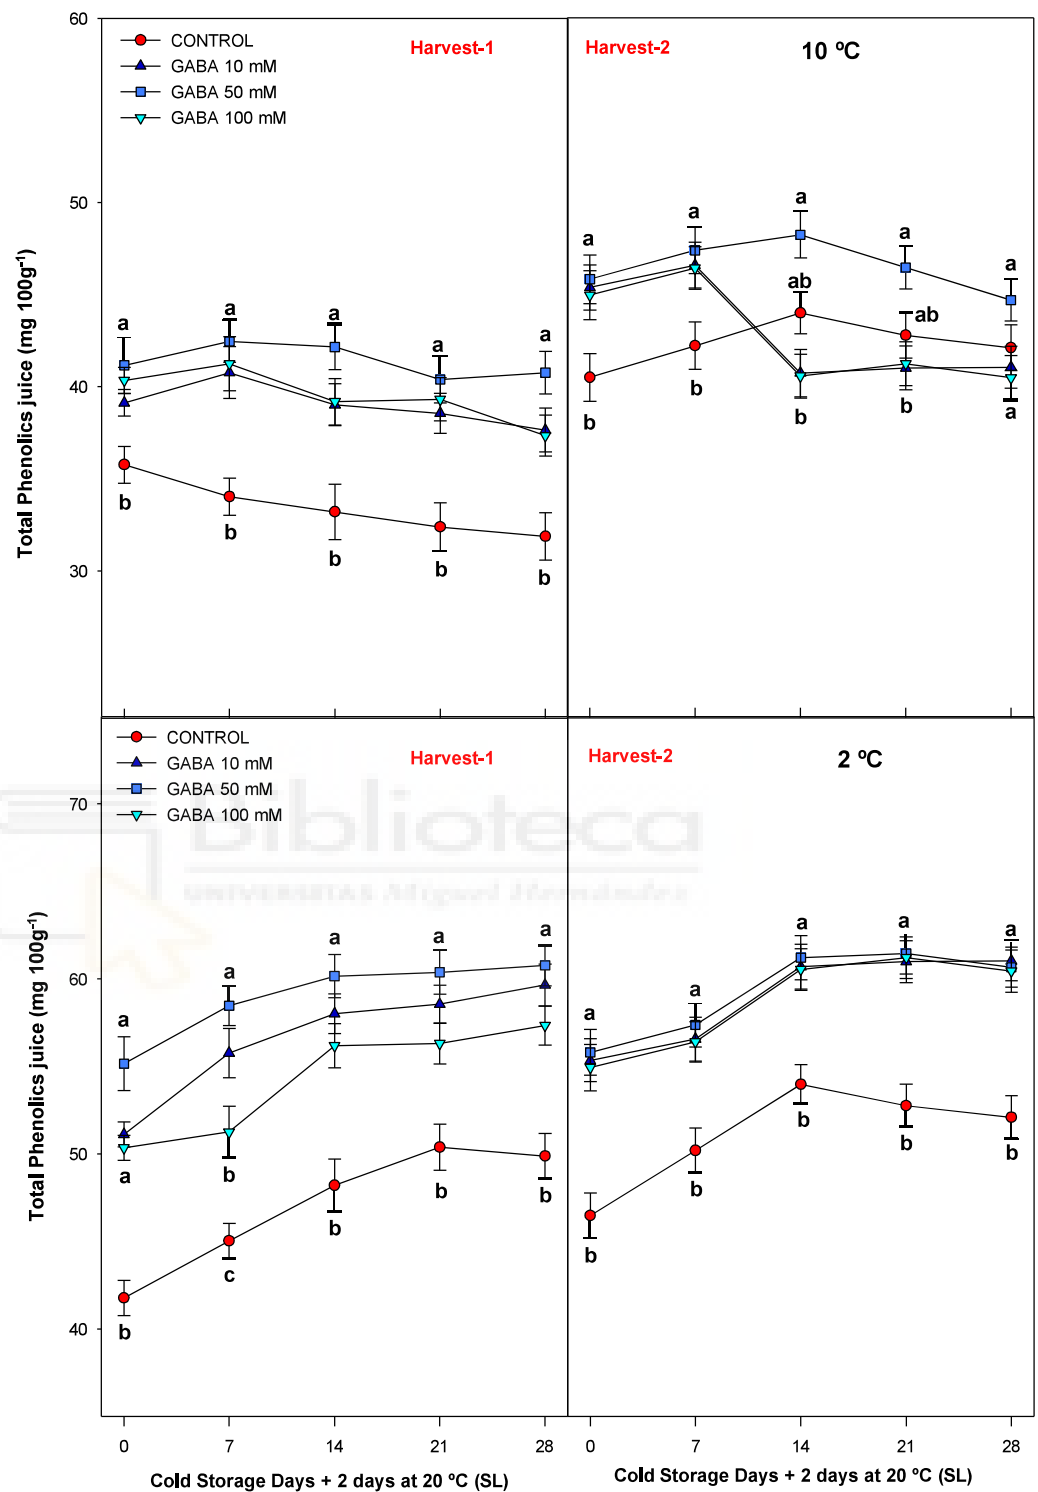 60
CONTROL
GABA 10 mM
GABA 50 mM
GABA 100 mM
Harvest-1
Harvest-2
10 ºC
50
40
30
Total Phenolics juice (mg 100g-1)
a a a a a
b b b b b
a a a a a
ab ab
b b b b a
CONTROL
GABA 10 mM
GABA 50 mM
GABA 100 mM
Harvest-1
Harvest-2
2 ºC
70
60
50
40
Total Phenolics juice (mg 100g-1)
Biblioteca
UNIVERSITAS Miguel Hernández
a a a a a
a b b b b
b c
a a a a a
b b b b b
0 7 14 21 28
0 7 14 21 28
Cold Storage Days + 2 days at 20 ºC (SL)
Cold Storage Days + 2 days at 20 ºC (SL)